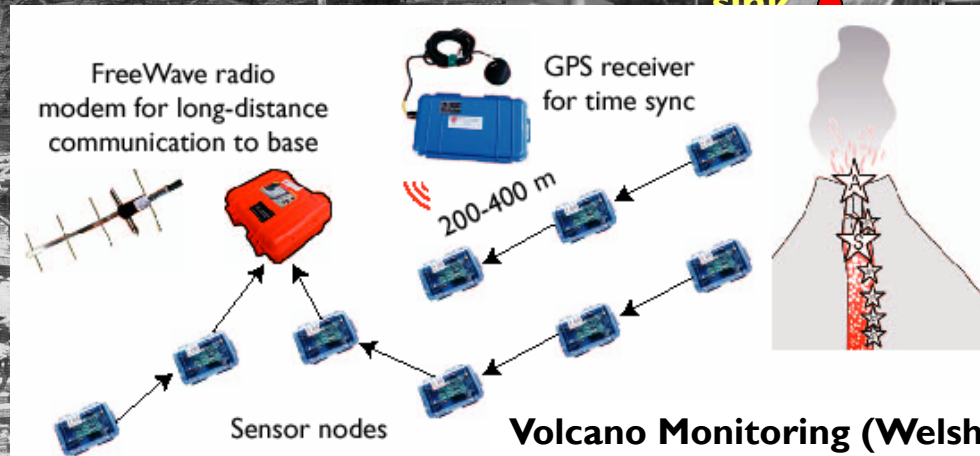 sink
FreeWave radio
modem for long-distance
communication to base
GPS receiver
for time sync
200-400 m
A
S
Sensor nodes
Volcano Monitoring (Welsh